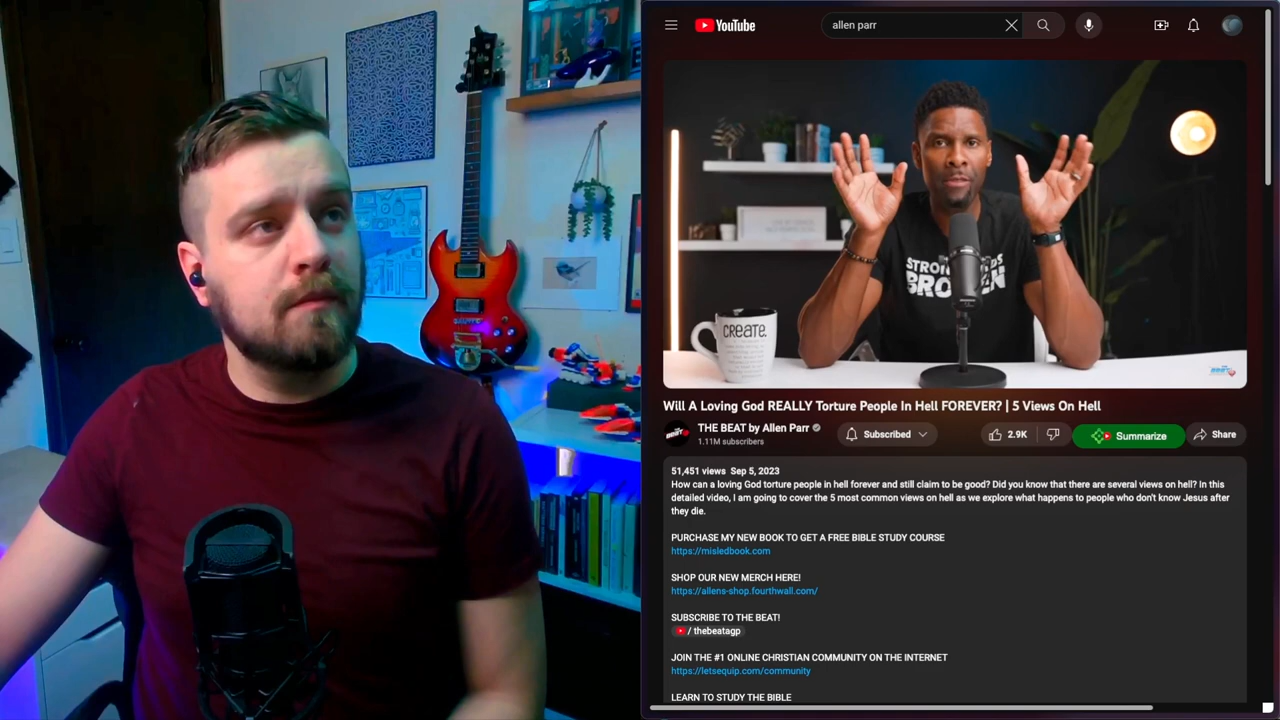 YouTube
allen parr
STRO
BRO EN
CREATE.
Will A Loving God REALLY Torture People In Hell FOREVER? | 5 Views On Hell
THE BEAT by Allen Parr
1.11M subscribers
Subscribed
2.9K
Summarize
Share
51,451 views Sep 5, 2023
How can a loving God torture people in hell forever and still claim to be good? Did you know that there are several views on hell? In this
detailed video, I am going to cover the 5 most common views on hell as we explore what happens to people who don't know Jesus after
they die.
PURCHASE MY NEW BOOK TO GET A FREE BIBLE STUDY COURSE
https://misledbook.com
SHOP OUR NEW MERCH HERE!
https://allens-shop.fourthwall.com/
SUBSCRIBE TO THE BEAT!
/ thebeatagp
JOIN THE #1 ONLINE CHRISTIAN COMMUNITY ON THE INTERNET
https://letsequip.com/community
LEARN TO STUDY THE BIBLE